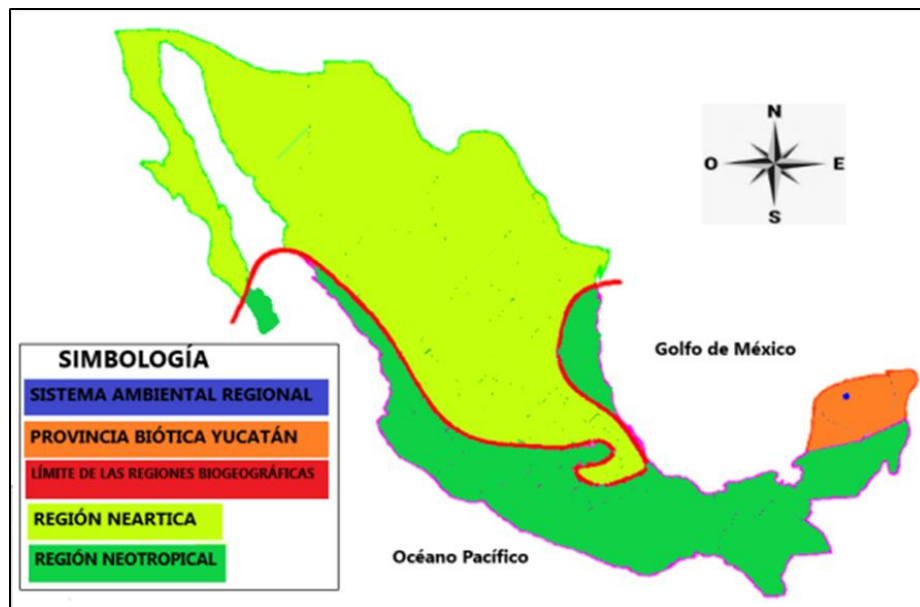 N
O E
S
Golfo de México
SIMBOLOGÍA
SISTEMA AMBIENTAL REGIONAL
PROVINCIA BIÓTICA YUCATÁN
LÍMITE DE LAS REGIONES BIOGEOGRÁFICAS
REGIÓN NEARTICA
REGIÓN NEOTROPICAL
Océano Pacífico